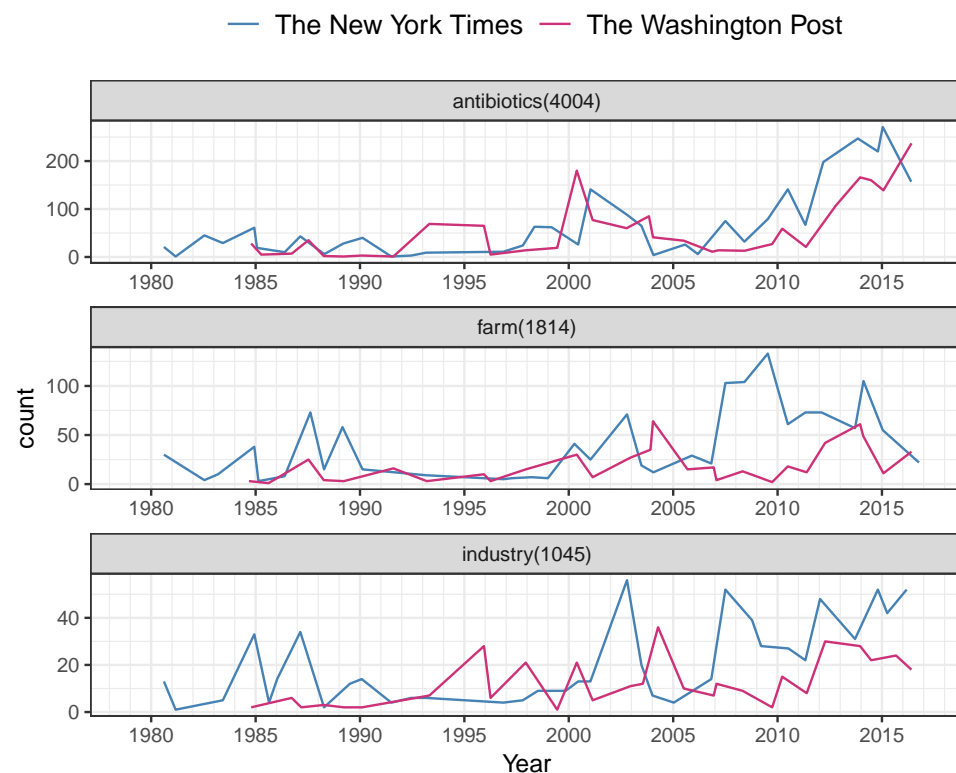 The New York Times The Washington Post
antibiotics(4004)
200
100
0
1980 1985 1990 1995 2000 2005 2010 2015
farm(1814)
100
50
0
1980 1985 1990 1995 2000 2005 2010 2015
count
industry(1045)
40
20
0
1980 1985 1990 1995 2000 2005 2010 2015
Year